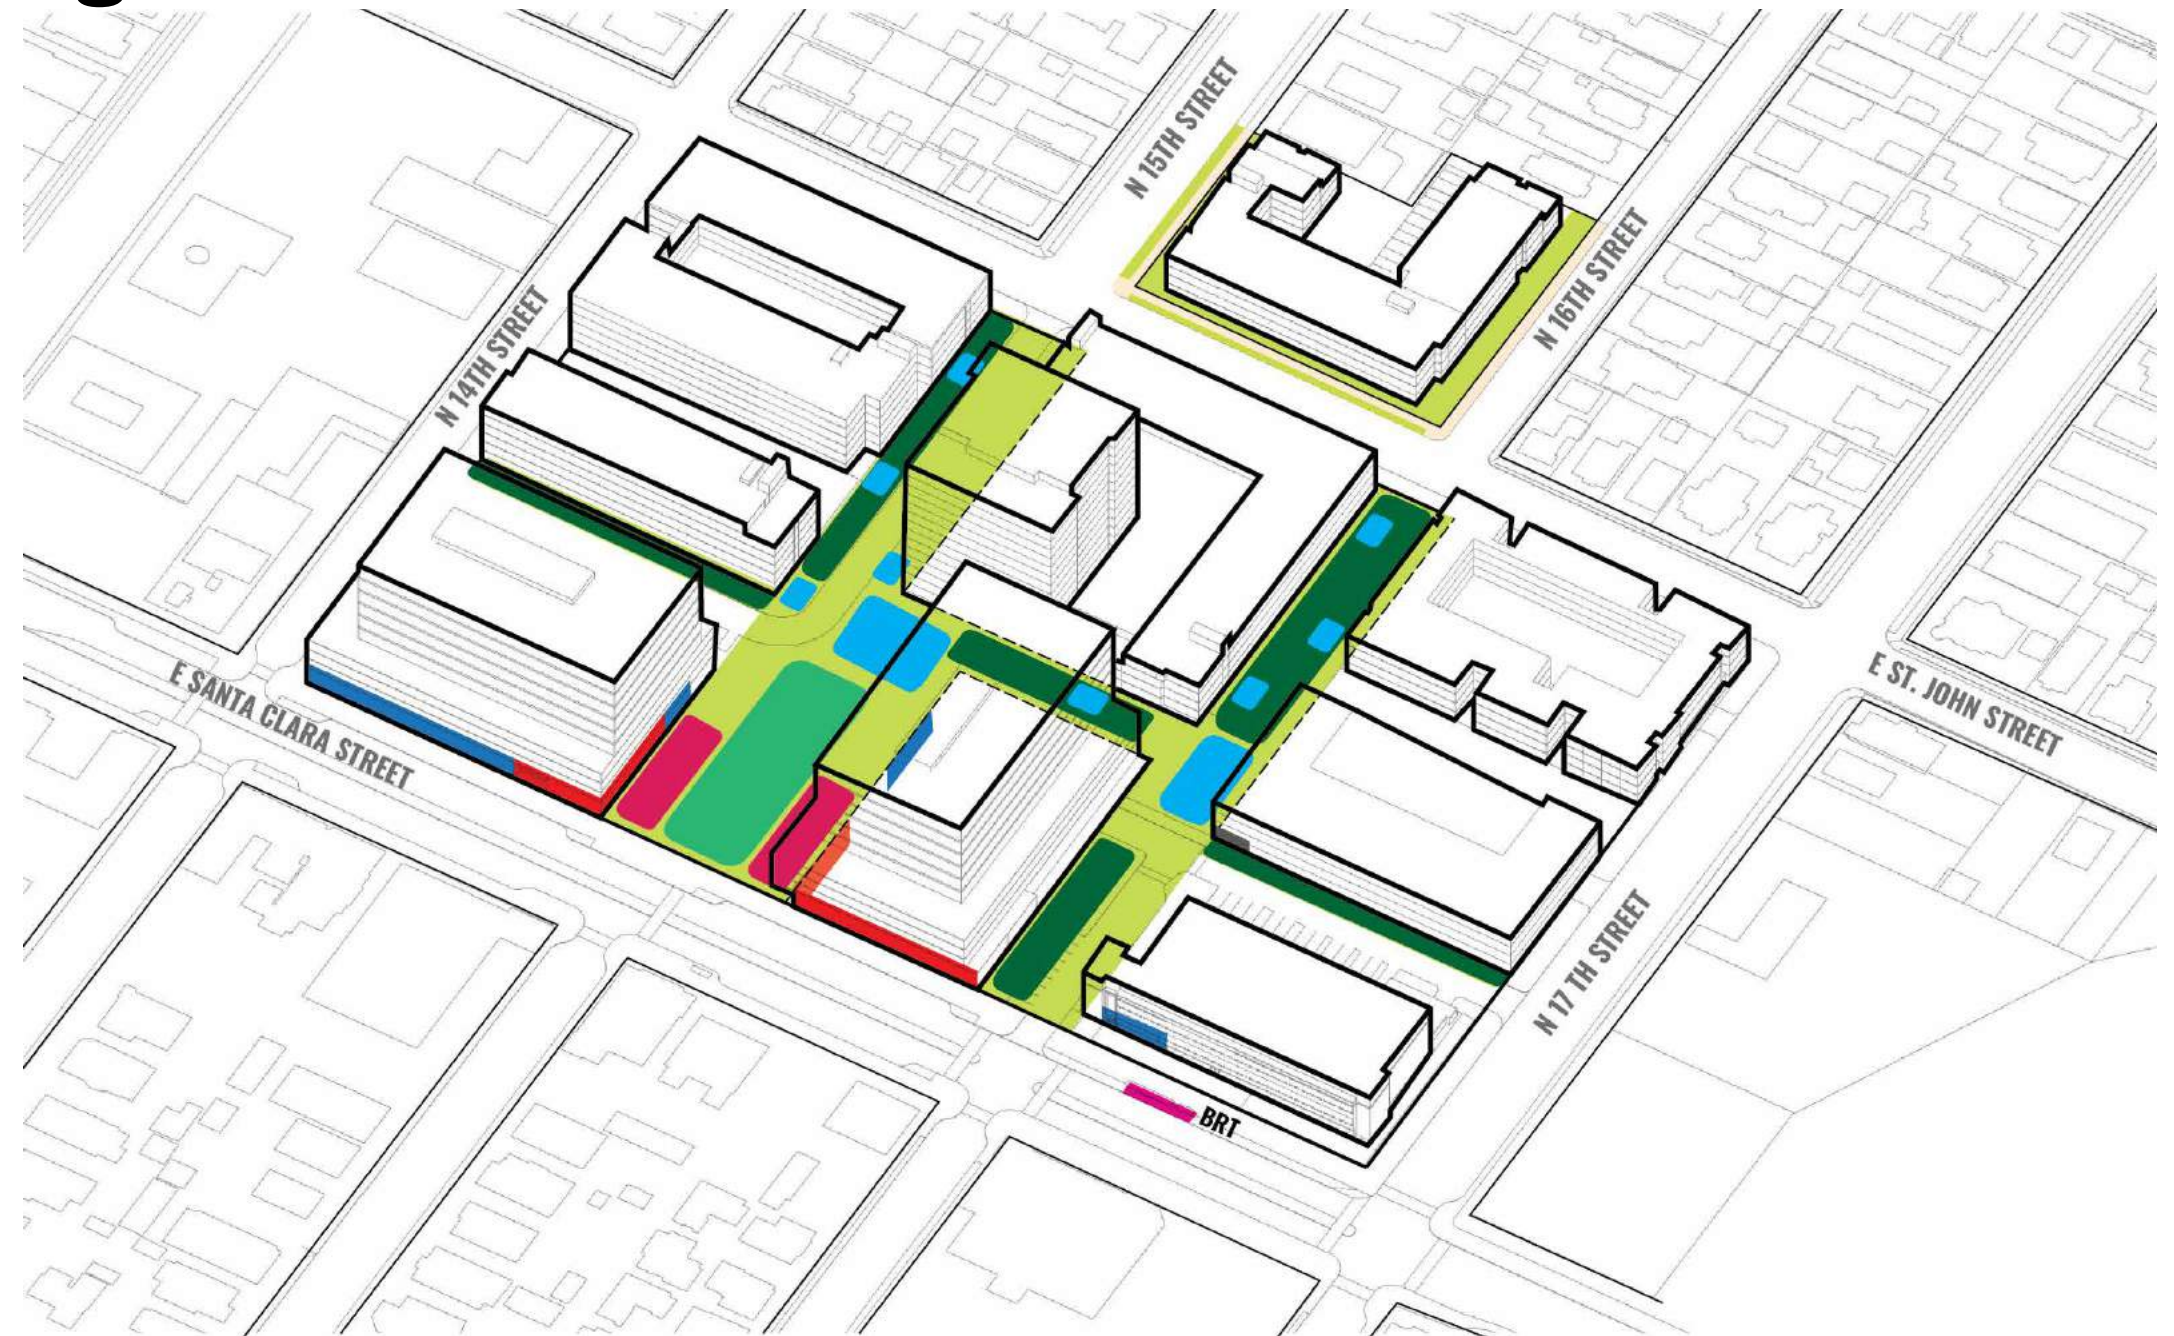 N 15TH STREET
N 16TH STREET
N 14TH STREET
E SANTA CLARA STREET
E ST. JOHN STREET
N 17 TH STREET
BRT